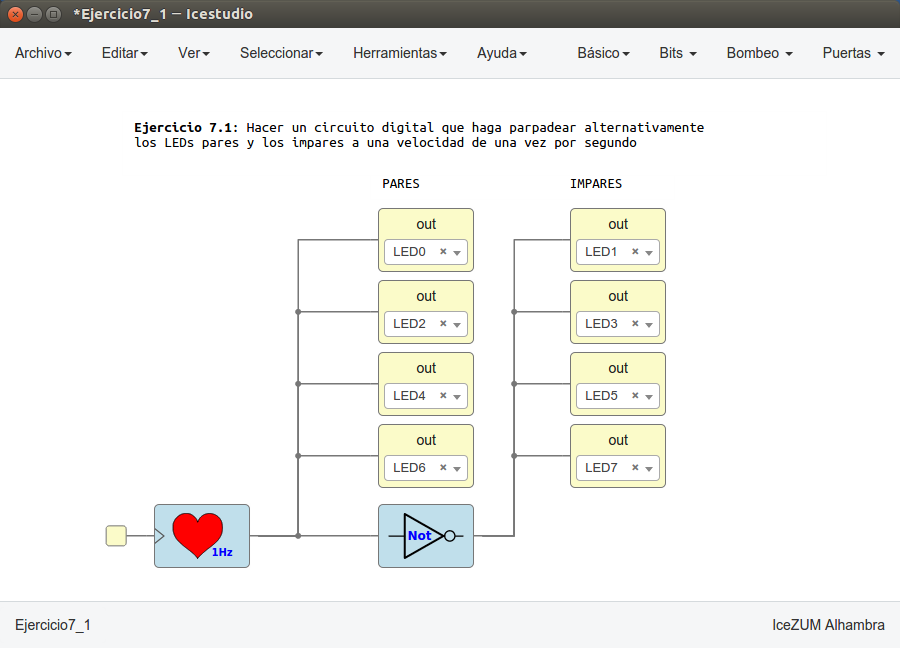 *Ejercicio7_1 — Icestudio
Archivo Editar Ver Seleccionar Herramientas Ayuda Básico Bits Bombeo Puertas
Ejercicio 7.1: Hacer un circuito digital que haga parpadear alternativamente
los LEDs pares y los impares a una velocidad de una vez por segundo
PARES IMPARES
out out
LED0 LED1
out out
LED2 LED3
out out
LED4 LED5
out out
LED6 LED7
1Hz Not
Ejercicio7_1 IceZUM Alhambra